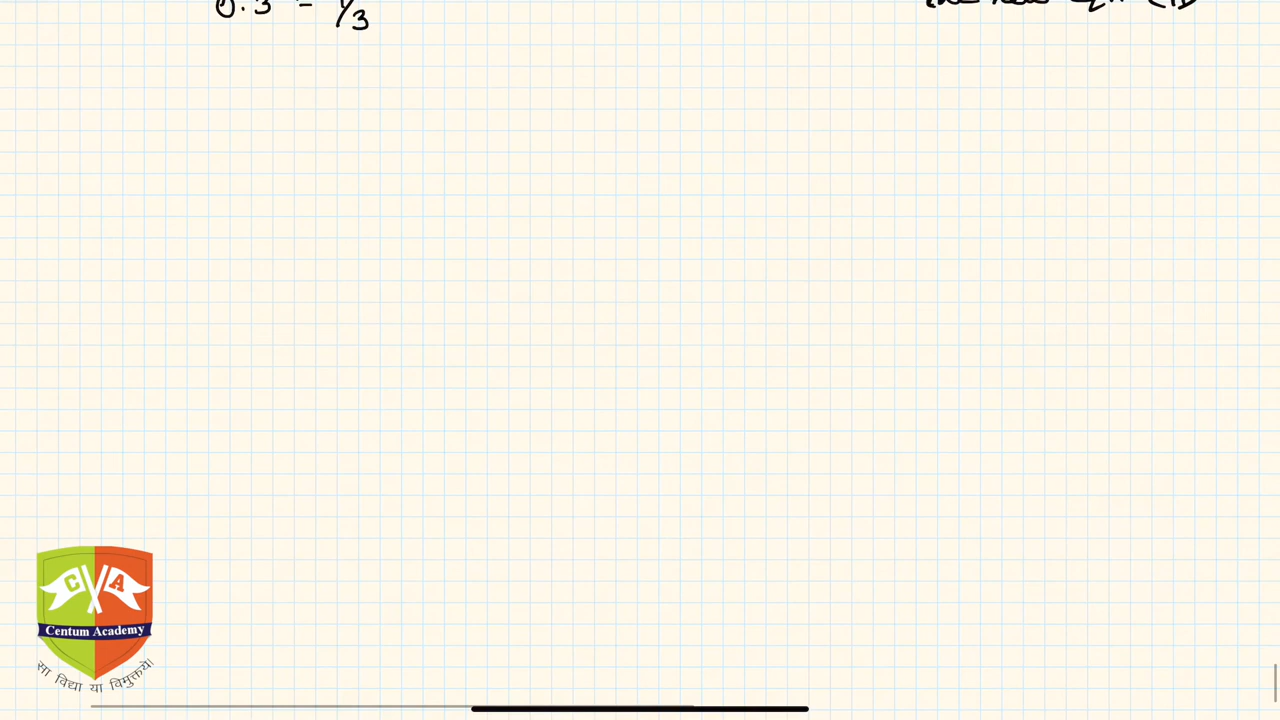 0.3 = 1/3
C A
Centum Academy
सा विद्या या विमुक्तये।